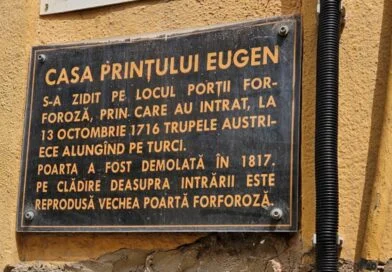 CASA PRINȚULUI EUGEN
S-A ZIDIT PE LOCUL PORȚII FOR-
FOROZĂ, PRIN CARE AU INTRAT, LA
13 OCTOMBRIE 1716 TRUPELE AUSTRI-
ECE ALUNGÎND PE TURCI.
POARTA A FOST DEMOLATĂ ÎN 1817.
PE CLĂDIRE DEASUPRA INTRĂRII ESTE
REPRODUSĂ VECHEA POARTĂ FORFOROZĂ.